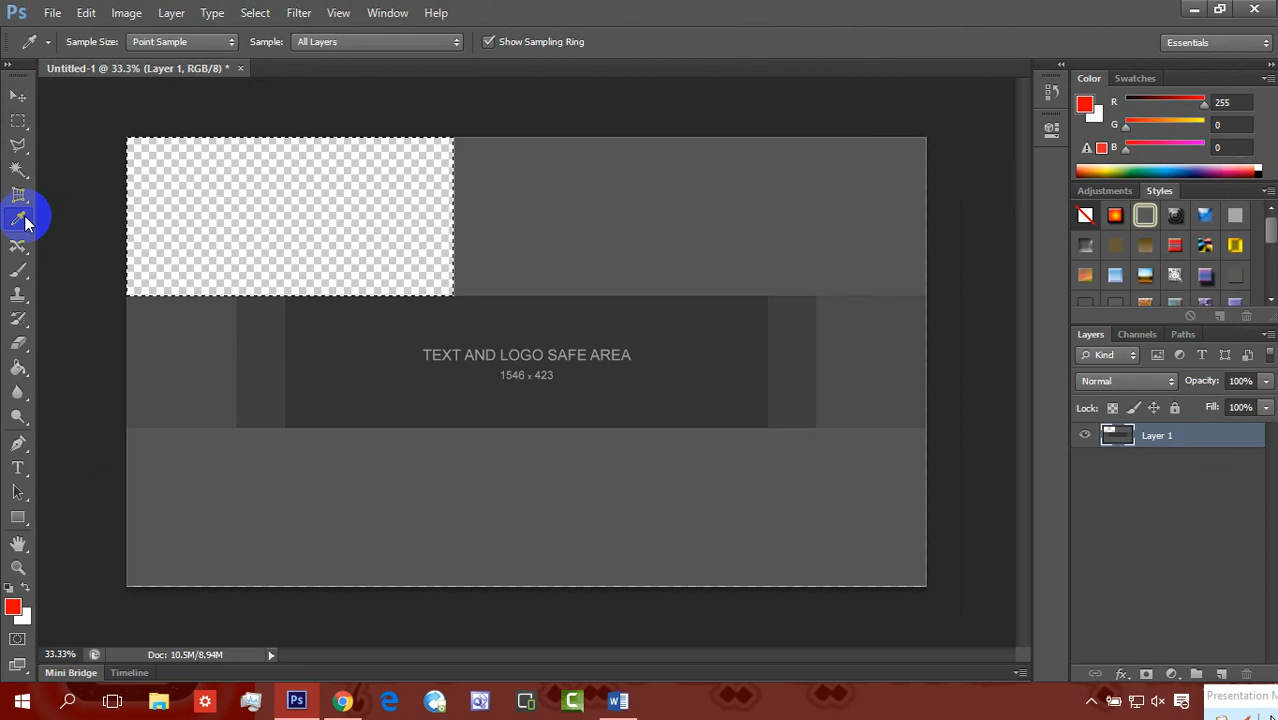 Ps File Edit Image Layer Type Select Filter View Window Help
Sample Size: Point Sample Sample: All Layers Show Sampling Ring Essentials
Untitled-1 @ 33.3% (Layer 1, RGB/8) * ×
Color Swatches
R 255
G 0
B 0
Adjustments Styles
TEXT AND LOGO SAFE AREA
1546 x 423
Layers Channels Paths
Kind
Normal Opacity: 100%
Lock: Fill: 100%
Layer 1
33.33% Doc: 10.5M/8.94M
Mini Bridge Timeline
Ps
Presentation M